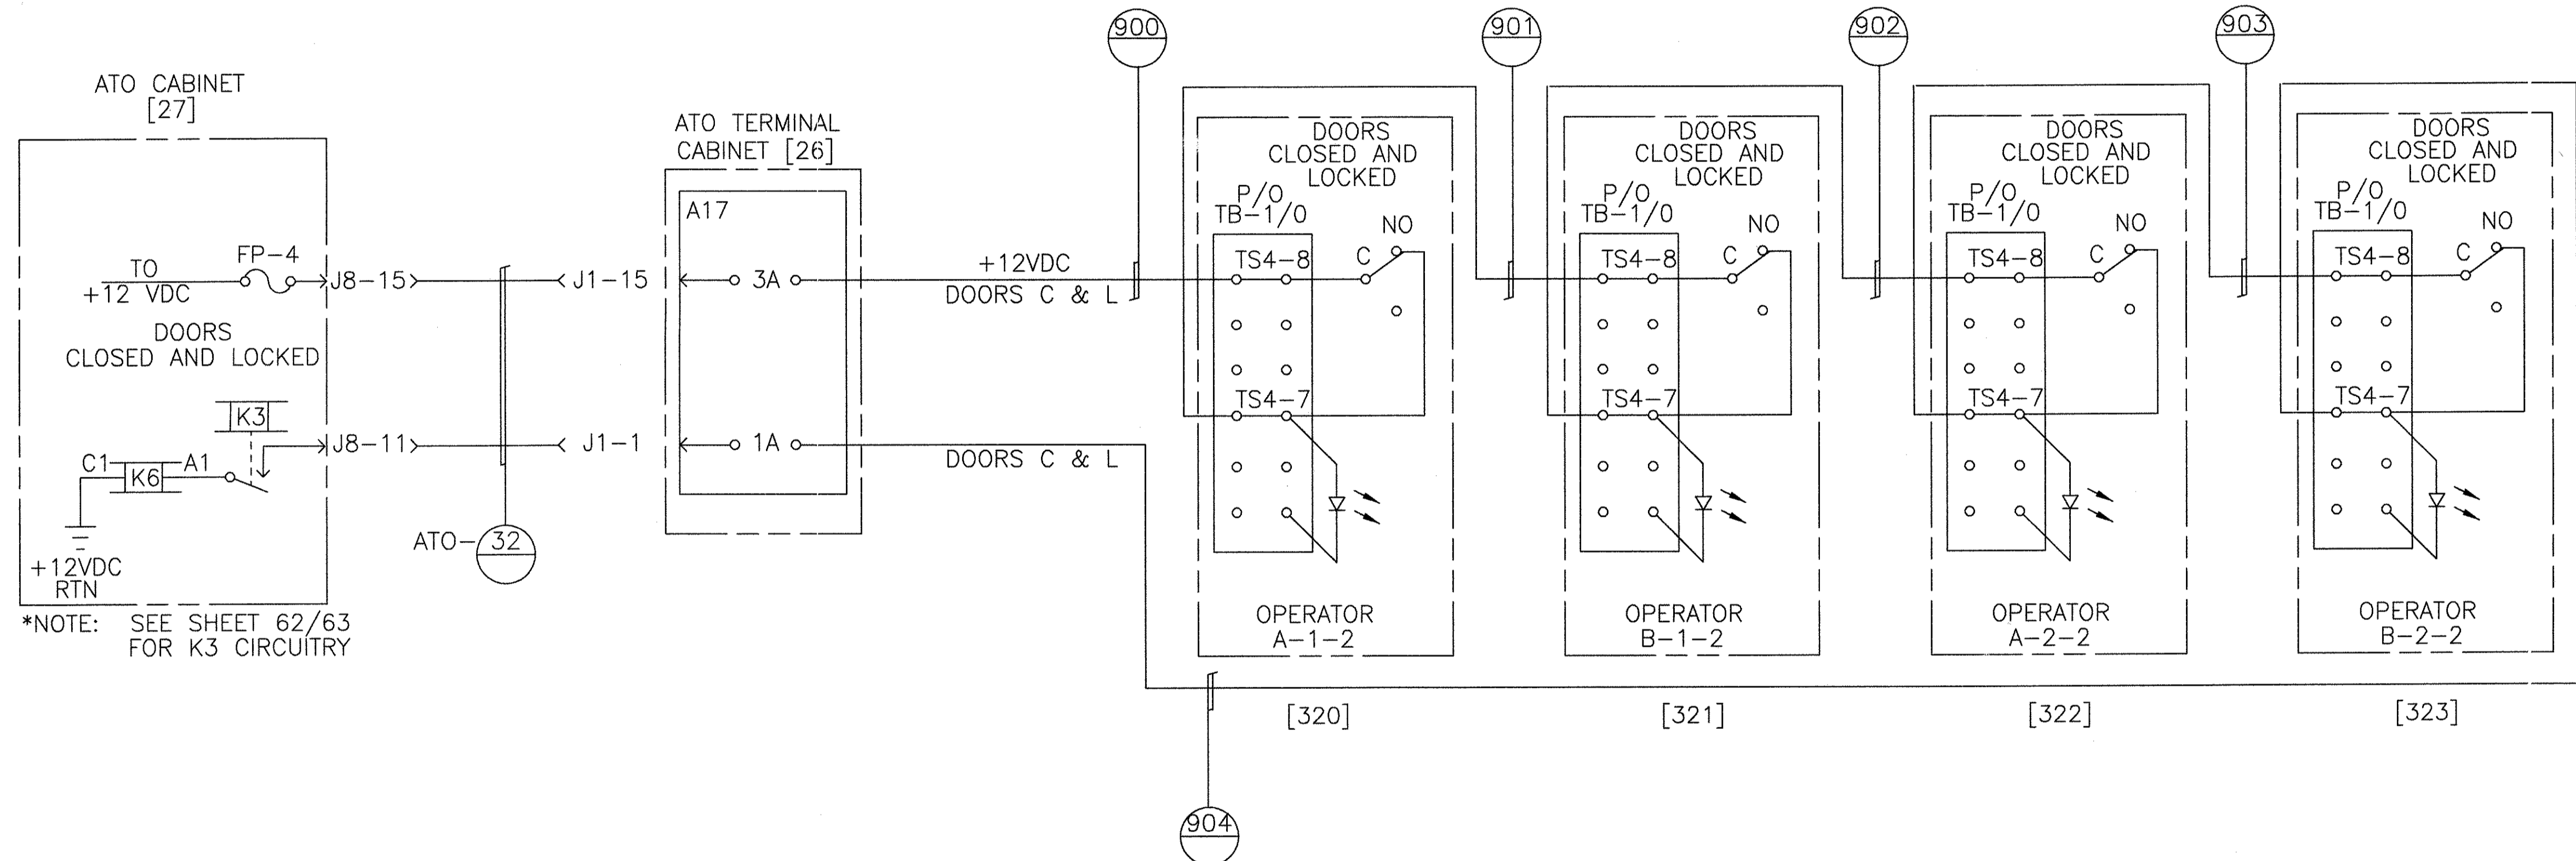 900
901
902
903
ATO CABINET
[27]
TO
+12 VDC
FP-4
J8-15
DOORS
CLOSED AND LOCKED
K3
J8-11
C1
K6
A1
+12VDC
RTN
*NOTE: SEE SHEET 62/63
FOR K3 CIRCUITRY
ATO-
32
J1-15
J1-1
ATO TERMINAL
CABINET [26]
A17
3A
1A
+12VDC
DOORS C & L
DOORS C & L
DOORS
CLOSED AND
LOCKED
P/O
TB-1/0
NO
C
TS4-8
TS4-7
OPERATOR
A-1-2
[320]
DOORS
CLOSED AND
LOCKED
P/O
TB-1/0
NO
C
TS4-8
TS4-7
OPERATOR
B-1-2
[321]
DOORS
CLOSED AND
LOCKED
P/O
TB-1/0
NO
C
TS4-8
TS4-7
OPERATOR
A-2-2
[322]
DOORS
CLOSED AND
LOCKED
P/O
TB-1/0
NO
C
TS4-8
TS4-7
OPERATOR
B-2-2
[323]
904